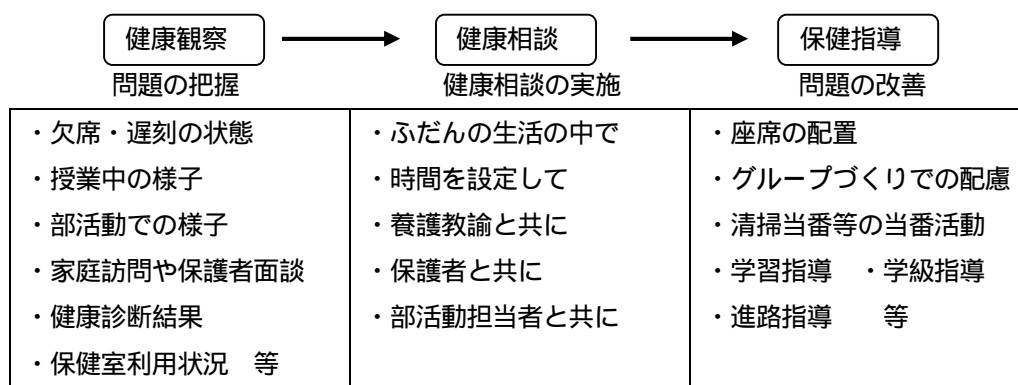 健康観察
健康相談
保健指導
問題の把握
健康相談の実施
問題の改善
・欠席・遅刻の状態
・授業中の様子
・部活動での様子
・家庭訪問や保護者面談
・健康診断結果
・保健室利用状況　等
・ふだんの生活の中で
・時間を設定して
・養護教諭と共に
・保護者と共に
・部活動担当者と共に
・座席の配置
・グループづくりでの配慮
・清掃当番等の当番活動
・学習指導　・学級指導
・進路指導　　等